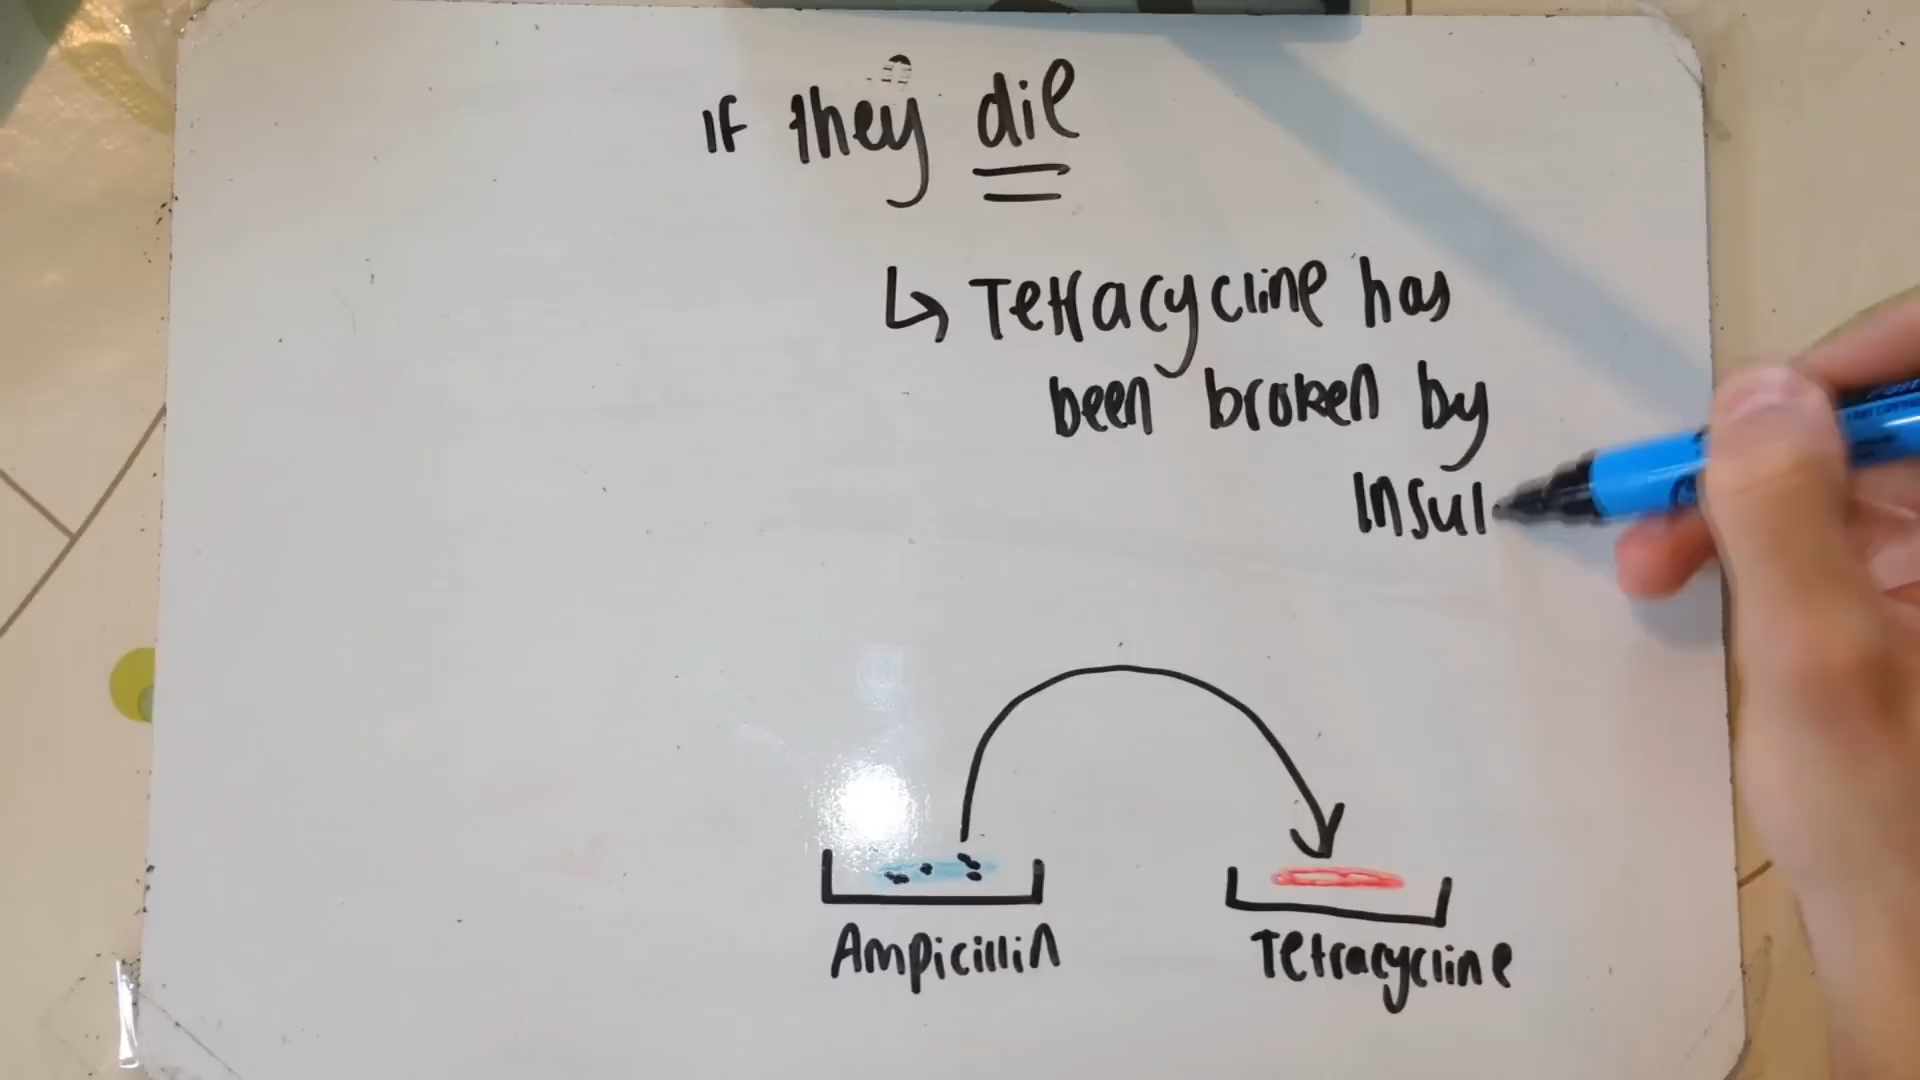 If they die
↳ Tetracycline has
been broken by
Insul
Ampicillin
Tetracycline